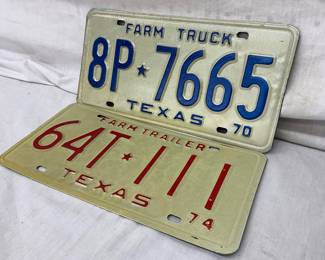 FARM TRUCK
8P★7665
TEXAS 70
FARM TRAILER
64T★111
TEXAS 74